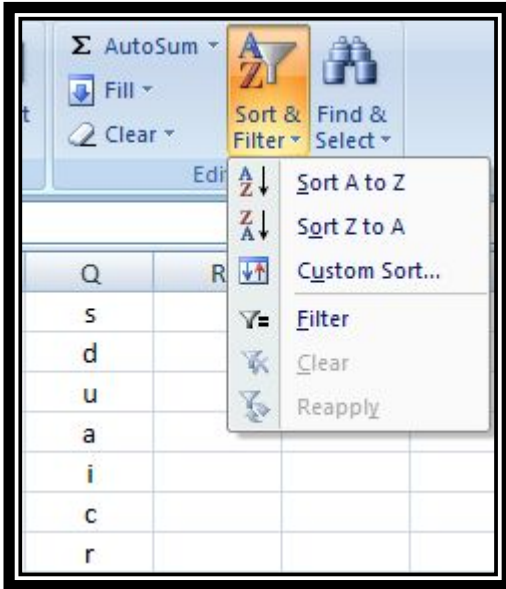 Σ AutoSum
Fill
Clear
t
Sort &
Filter
Find &
Select
Edi
Sort A to Z
Sort Z to A
Custom Sort...
Filter
Clear
Reapply
Q R
s
d
u
a
i
c
r